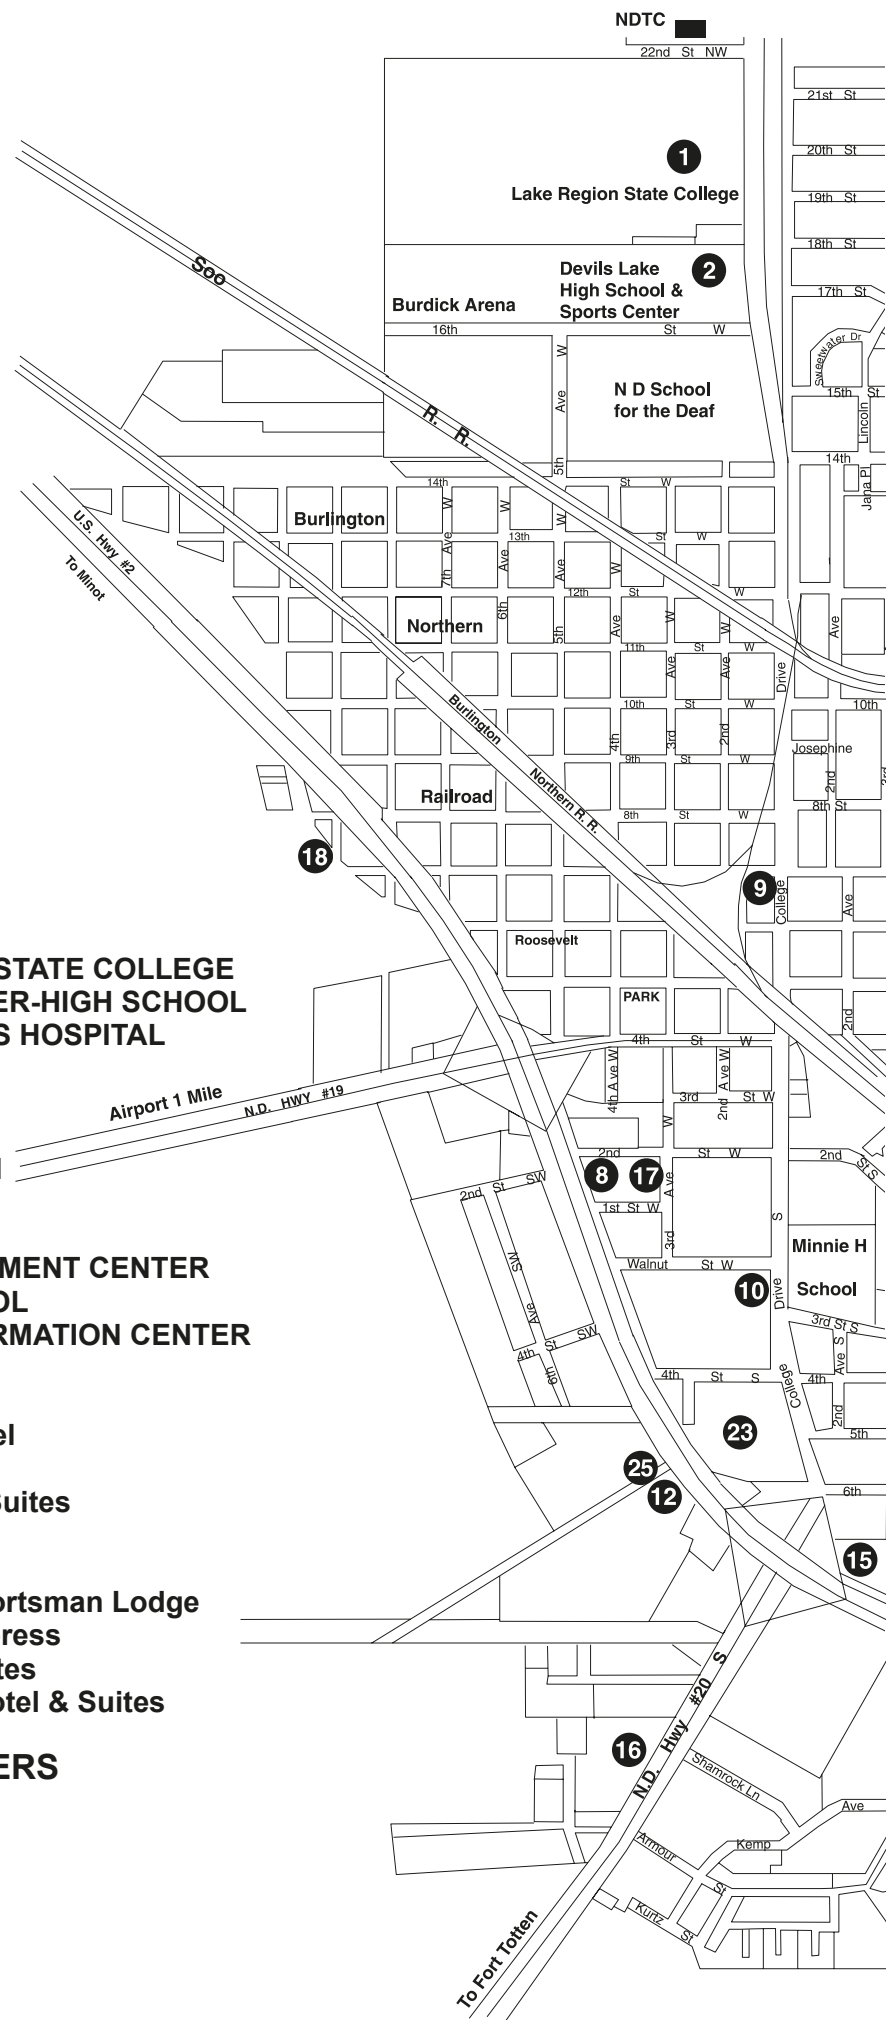 NDTC
22nd St NW
21st St
1
20th St
Lake Region State College
19th St
18th St
Soo
Devils Lake
High School &
Sports Center
2
17th St
Burdick Arena
16th St W
Sweetwater Dr
N D School
for the Deaf
5th Ave W
15th St
Lincoln
R. R.
14th
Jana Pl
14th St W
U.S. Hwy #2
To Minot
Burlington
13th St W
7th Ave W
6th Ave W
5th Ave W
12th St W
Northern
4th Ave W
3rd Ave W
2nd Ave W
11th St W
Drive
Ave
10th St W
10th
Burlington
Northern R. R.
Josephine
9th St W
2nd
3rd
Railroad
8th St W
8th St
18
9
College
Ave
Roosevelt
PARK
2nd
STATE COLLEGE
ER-HIGH SCHOOL
S HOSPITAL
4th St W
Airport 1 Mile
N.D. HWY #19
4th Ave W
3rd St W
2nd Ave W
2nd St W
2nd St S
8
17
2nd St SW
1st St W
3rd Ave W
S
Minnie H
School
Walnut St W
MENT CENTER
OL
RMATION CENTER
10
Drive
SW
Ave
6th
4th St SW
3rd St S
Ave S
2nd
4th St S
4th
College
el
23
5th
25
12
6th
Suites
15
ortsman Lodge
press
tes
otel & Suites
N.D. Hwy #20 S
16
Shamrock Ln
ERS
Ave
Kemp
Armour
St
Kurtz St
To Fort Totten